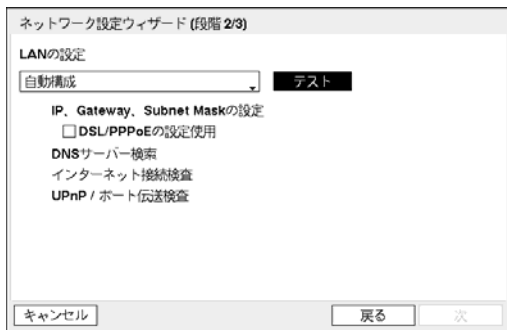 ネットワーク設定ウィザード (段階 2/3)
LANの設定
自動構成 テスト
IP、Gateway、Subnet Maskの設定
DSL/PPPoEの設定使用
DNSサーバー検索
インターネット接続検査
UPnP / ポート伝送検査
キャンセル 戻る 次